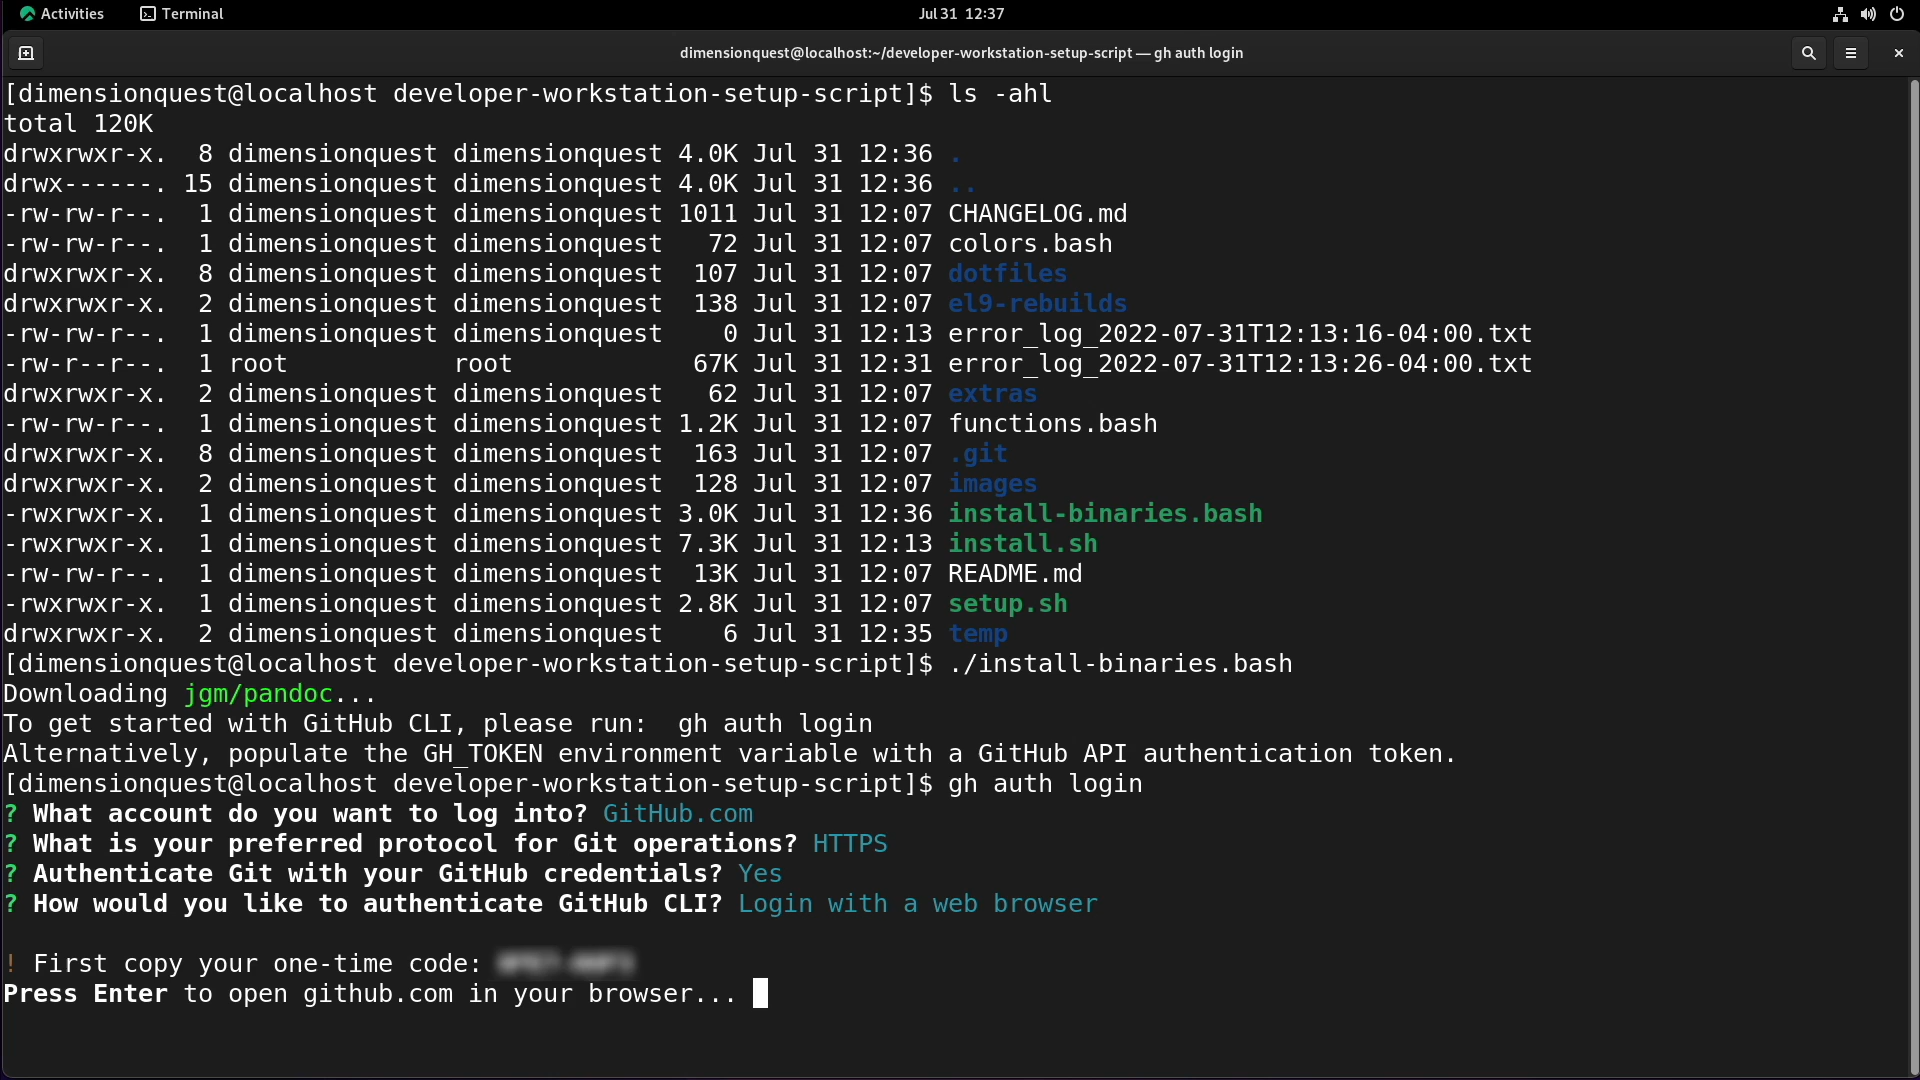 Activities Terminal Jul 31 12:37
dimensionquest@localhost:~/developer-workstation-setup-script — gh auth login
[dimensionquest@localhost developer-workstation-setup-script]$ ls -ahl
total 120K
drwxrwxr-x.  8 dimensionquest dimensionquest 4.0K Jul 31 12:36 .
drwx------. 15 dimensionquest dimensionquest 4.0K Jul 31 12:36 ..
-rw-rw-r--.  1 dimensionquest dimensionquest 1011 Jul 31 12:07 CHANGELOG.md
-rw-rw-r--.  1 dimensionquest dimensionquest   72 Jul 31 12:07 colors.bash
drwxrwxr-x.  8 dimensionquest dimensionquest  107 Jul 31 12:07 dotfiles
drwxrwxr-x.  2 dimensionquest dimensionquest  138 Jul 31 12:07 el9-rebuilds
-rw-rw-r--.  1 dimensionquest dimensionquest    0 Jul 31 12:13 error_log_2022-07-31T12:13:16-04:00.txt
-rw-r--r--.  1 root           root            67K Jul 31 12:31 error_log_2022-07-31T12:13:26-04:00.txt
drwxrwxr-x.  2 dimensionquest dimensionquest   62 Jul 31 12:07 extras
-rw-rw-r--.  1 dimensionquest dimensionquest 1.2K Jul 31 12:07 functions.bash
drwxrwxr-x.  8 dimensionquest dimensionquest  163 Jul 31 12:07 .git
drwxrwxr-x.  2 dimensionquest dimensionquest  128 Jul 31 12:07 images
-rwxrwxr-x.  1 dimensionquest dimensionquest 3.0K Jul 31 12:36 install-binaries.bash
-rwxrwxr-x.  1 dimensionquest dimensionquest 7.3K Jul 31 12:13 install.sh
-rw-rw-r--.  1 dimensionquest dimensionquest  13K Jul 31 12:07 README.md
-rwxrwxr-x.  1 dimensionquest dimensionquest 2.8K Jul 31 12:07 setup.sh
drwxrwxr-x.  2 dimensionquest dimensionquest    6 Jul 31 12:35 temp
[dimensionquest@localhost developer-workstation-setup-script]$ ./install-binaries.bash
Downloading jgm/pandoc...
To get started with GitHub CLI, please run:  gh auth login
Alternatively, populate the GH_TOKEN environment variable with a GitHub API authentication token.
[dimensionquest@localhost developer-workstation-setup-script]$ gh auth login
? What account do you want to log into? GitHub.com
? What is your preferred protocol for Git operations? HTTPS
? Authenticate Git with your GitHub credentials? Yes
? How would you like to authenticate GitHub CLI? Login with a web browser
! First copy your one-time code:
Press Enter to open github.com in your browser...